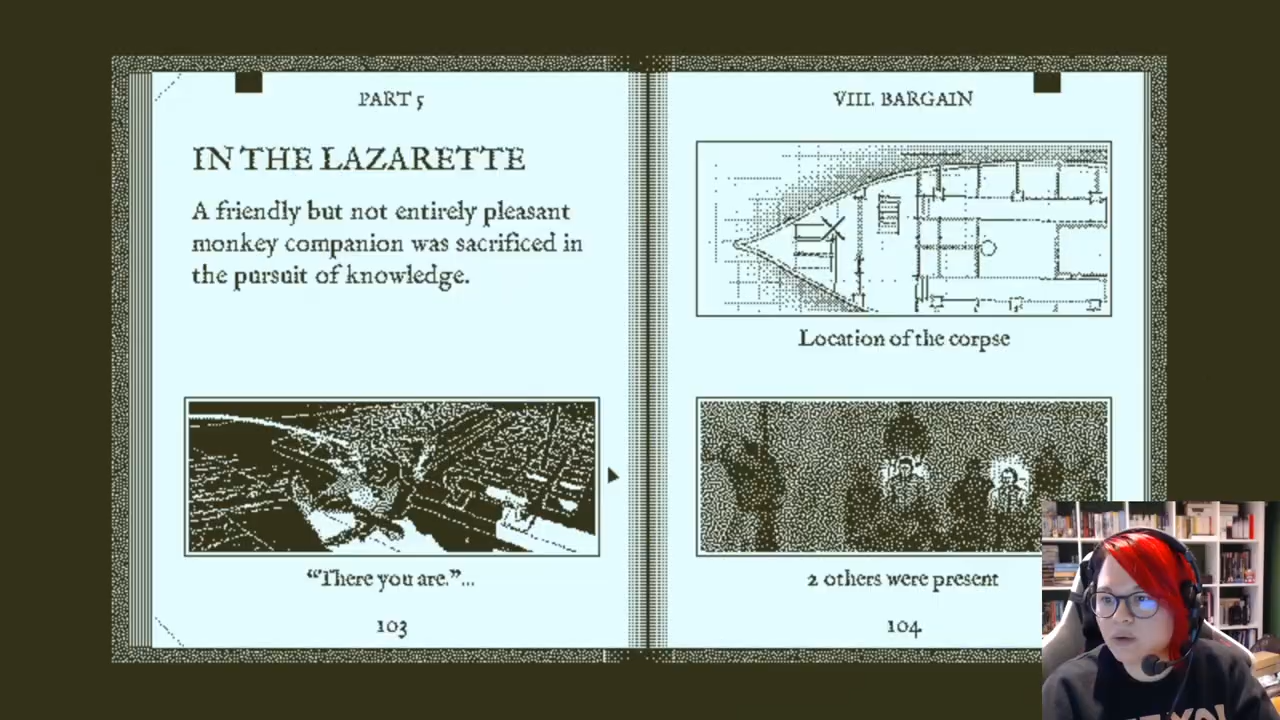 PART 5
IN THE LAZARETTE
A friendly but not entirely pleasant
monkey companion was sacrificed in
the pursuit of knowledge.
"There you are."...
103
VIII. BARGAIN
Location of the corpse
2 others were present
104